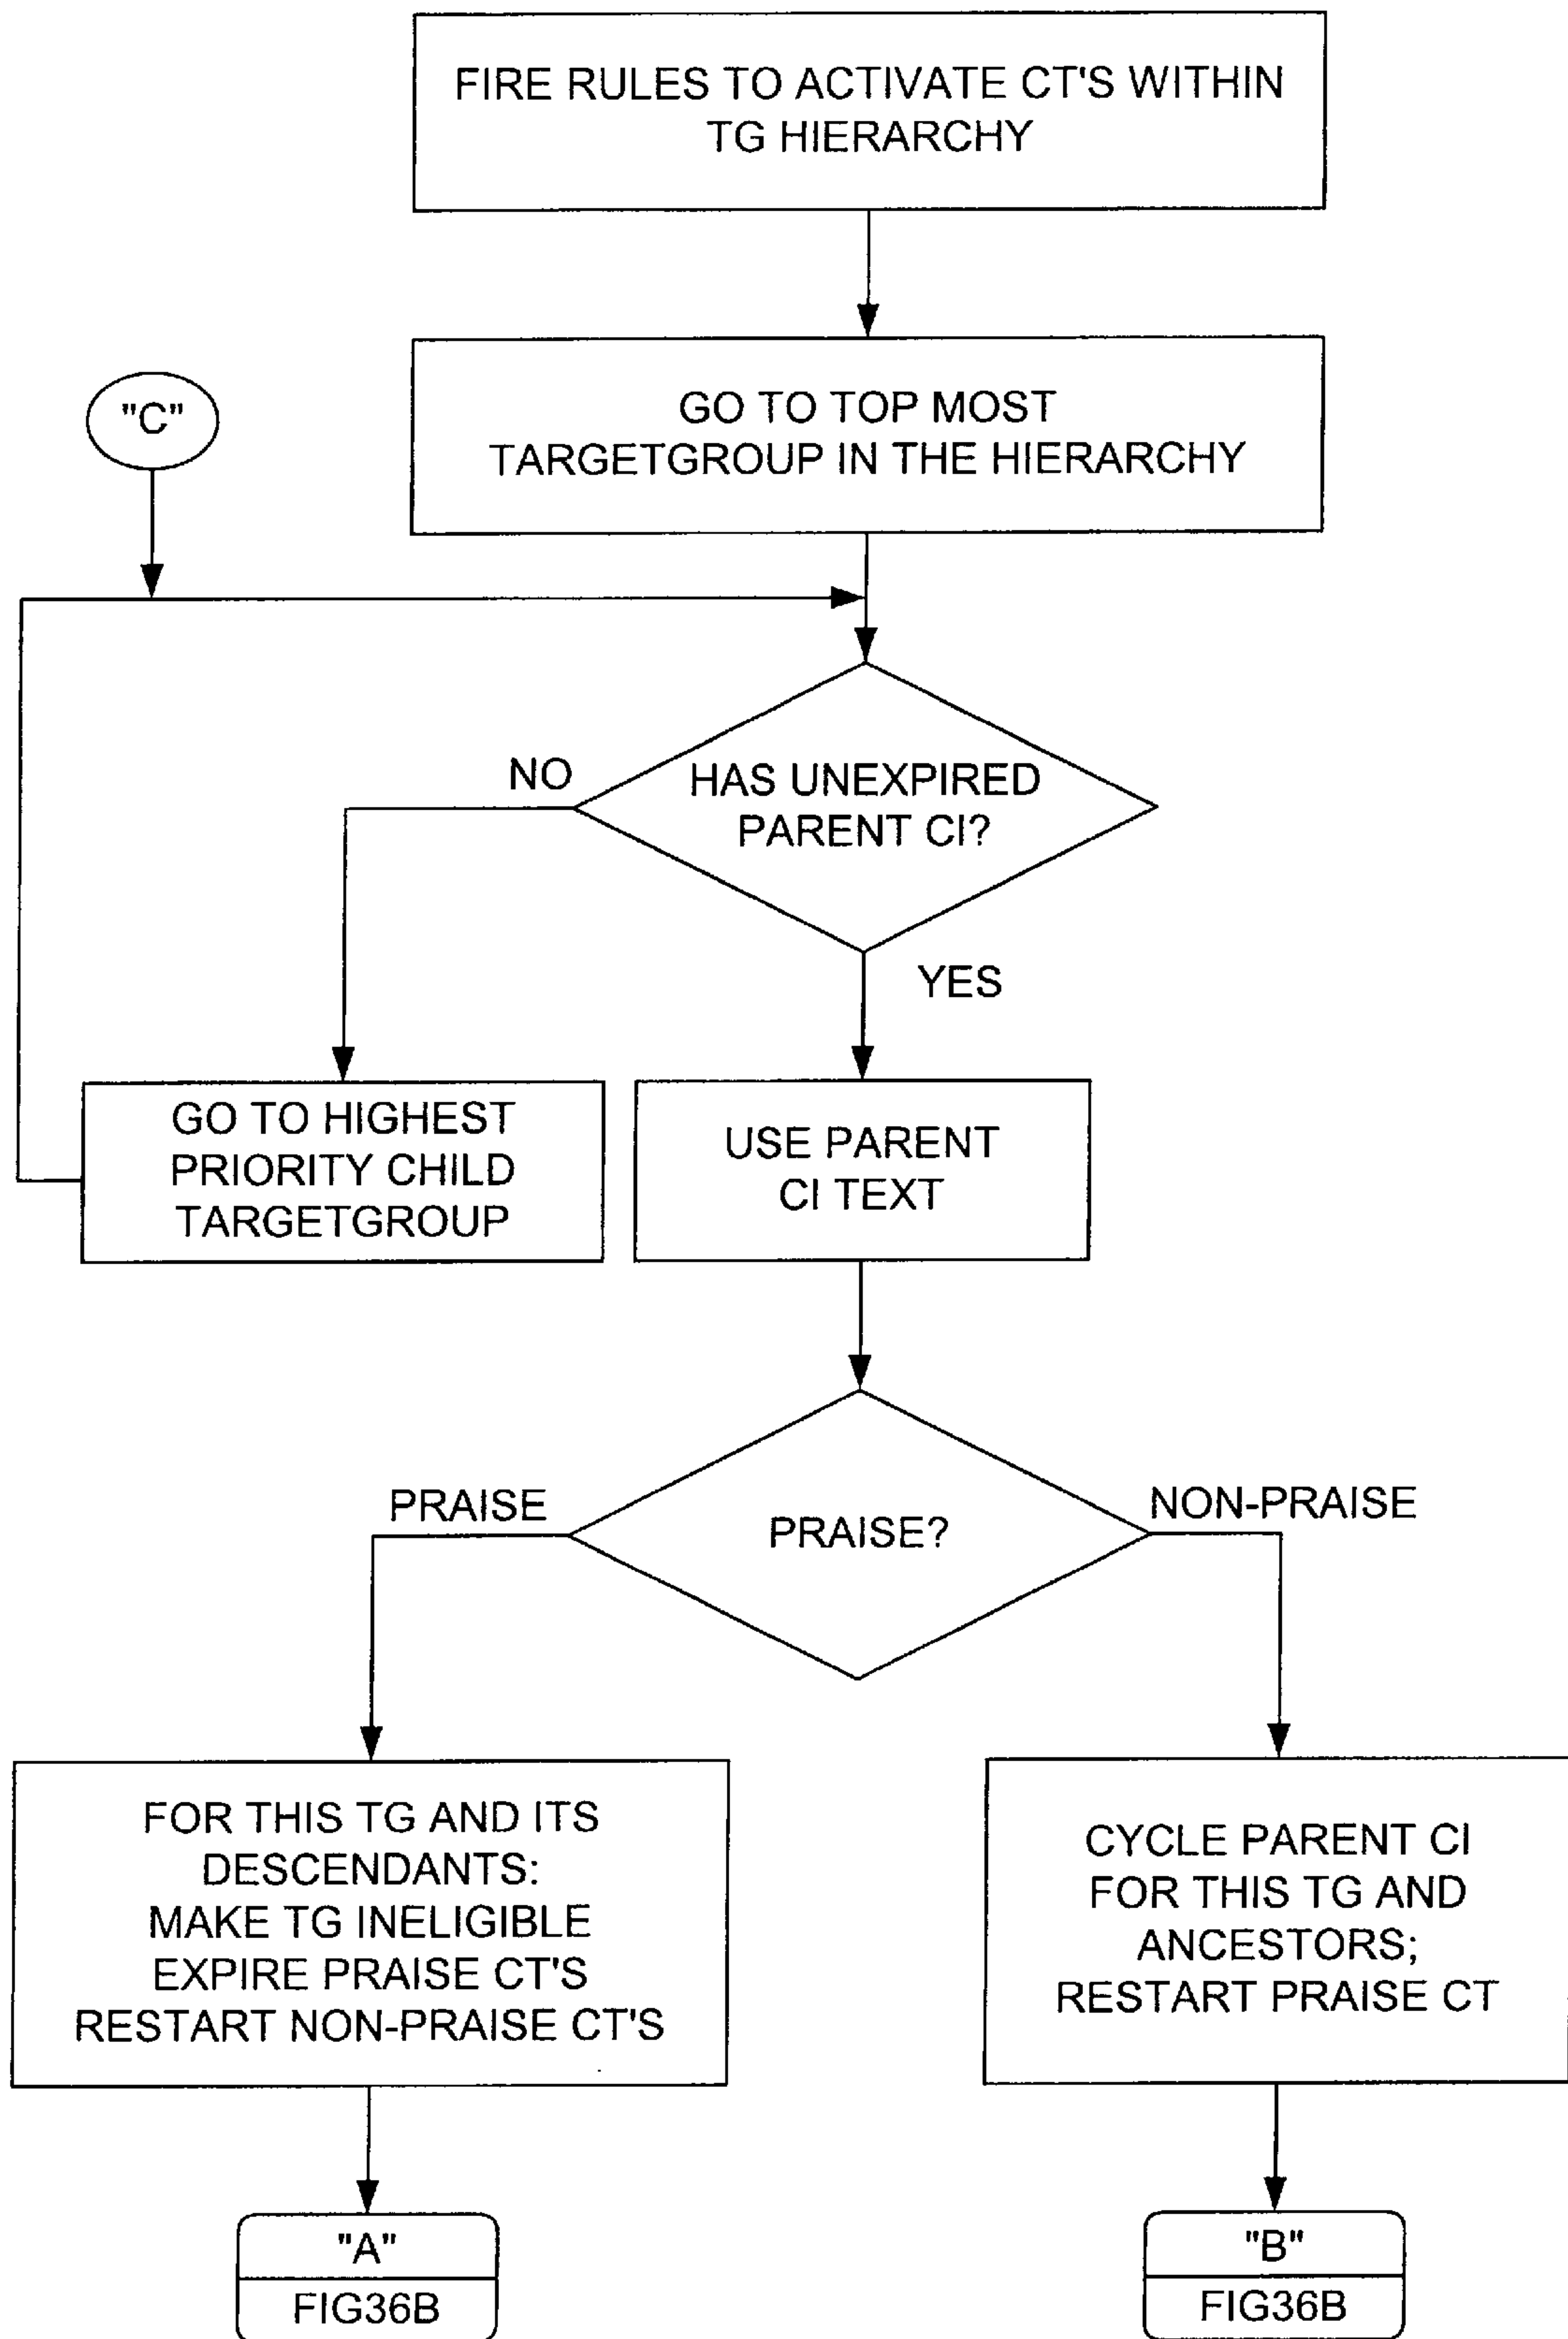 FIRE RULES TO ACTIVATE CT'S WITHIN
TG HIERARCHY
"C"
GO TO TOP MOST
TARGETGROUP IN THE HIERARCHY
NO
HAS UNEXPIRED
PARENT CI?
YES
GO TO HIGHEST
PRIORITY CHILD
TARGETGROUP
USE PARENT
CI TEXT
PRAISE
PRAISE?
NON-PRAISE
FOR THIS TG AND ITS
DESCENDANTS:
MAKE TG INELIGIBLE
EXPIRE PRAISE CT'S
RESTART NON-PRAISE CT'S
CYCLE PARENT CI
FOR THIS TG AND
ANCESTORS;
RESTART PRAISE CT
"A"
FIG36B
"B"
FIG36B